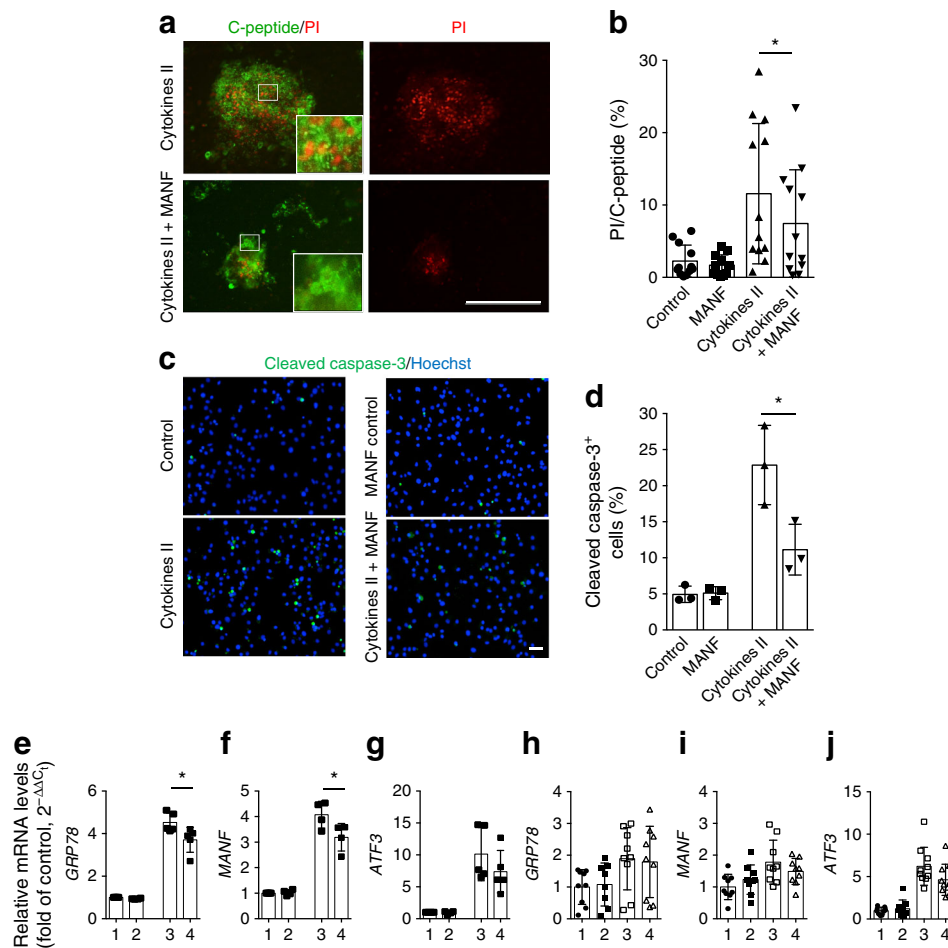 a
C-peptide/PI
PI
Cytokines II
Cytokines II + MANF
b
*
PI/C-peptide (%)
30
20
10
0
Control
MANF
Cytokines II
Cytokines II
+ MANF
c
Cleaved caspase-3/Hoechst
Control
MANF control
Cytokines II
Cytokines II + MANF
d
*
Cleaved caspase-3+
cells (%)
30
25
20
15
10
5
0
Control
MANF
Cytokines II
Cytokines II
+ MANF
Relative mRNA levels
(fold of control, 2−ΔΔCt)
e
GRP78
*
6
4
2
0
1 2 3 4
f
MANF
*
5
4
3
2
1
0
1 2 3 4
g
ATF3
20
15
10
5
0
1 2 3 4
h
GRP78
4
3
2
1
0
1 2 3 4
i
MANF
4
3
2
1
0
1 2 3 4
j
ATF3
15
10
5
0
1 2 3 4